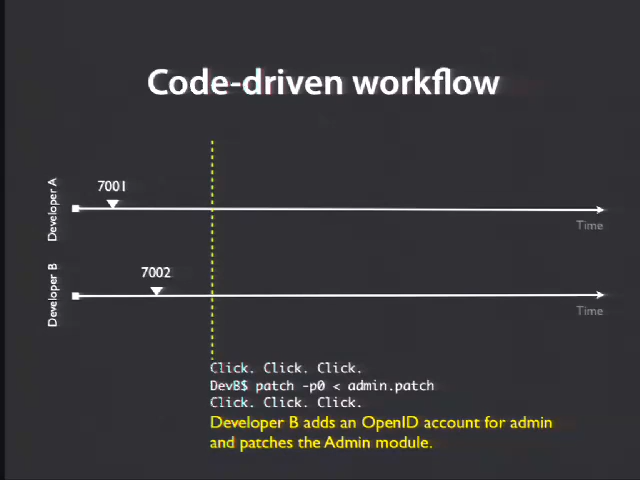 Code-driven workflow
Developer A
7001
Time
Developer B
7002
Time
Click. Click. Click.
DevB$ patch -p0 < admin.patch
Click. Click. Click.
Developer B adds an OpenID account for admin
and patches the Admin module.